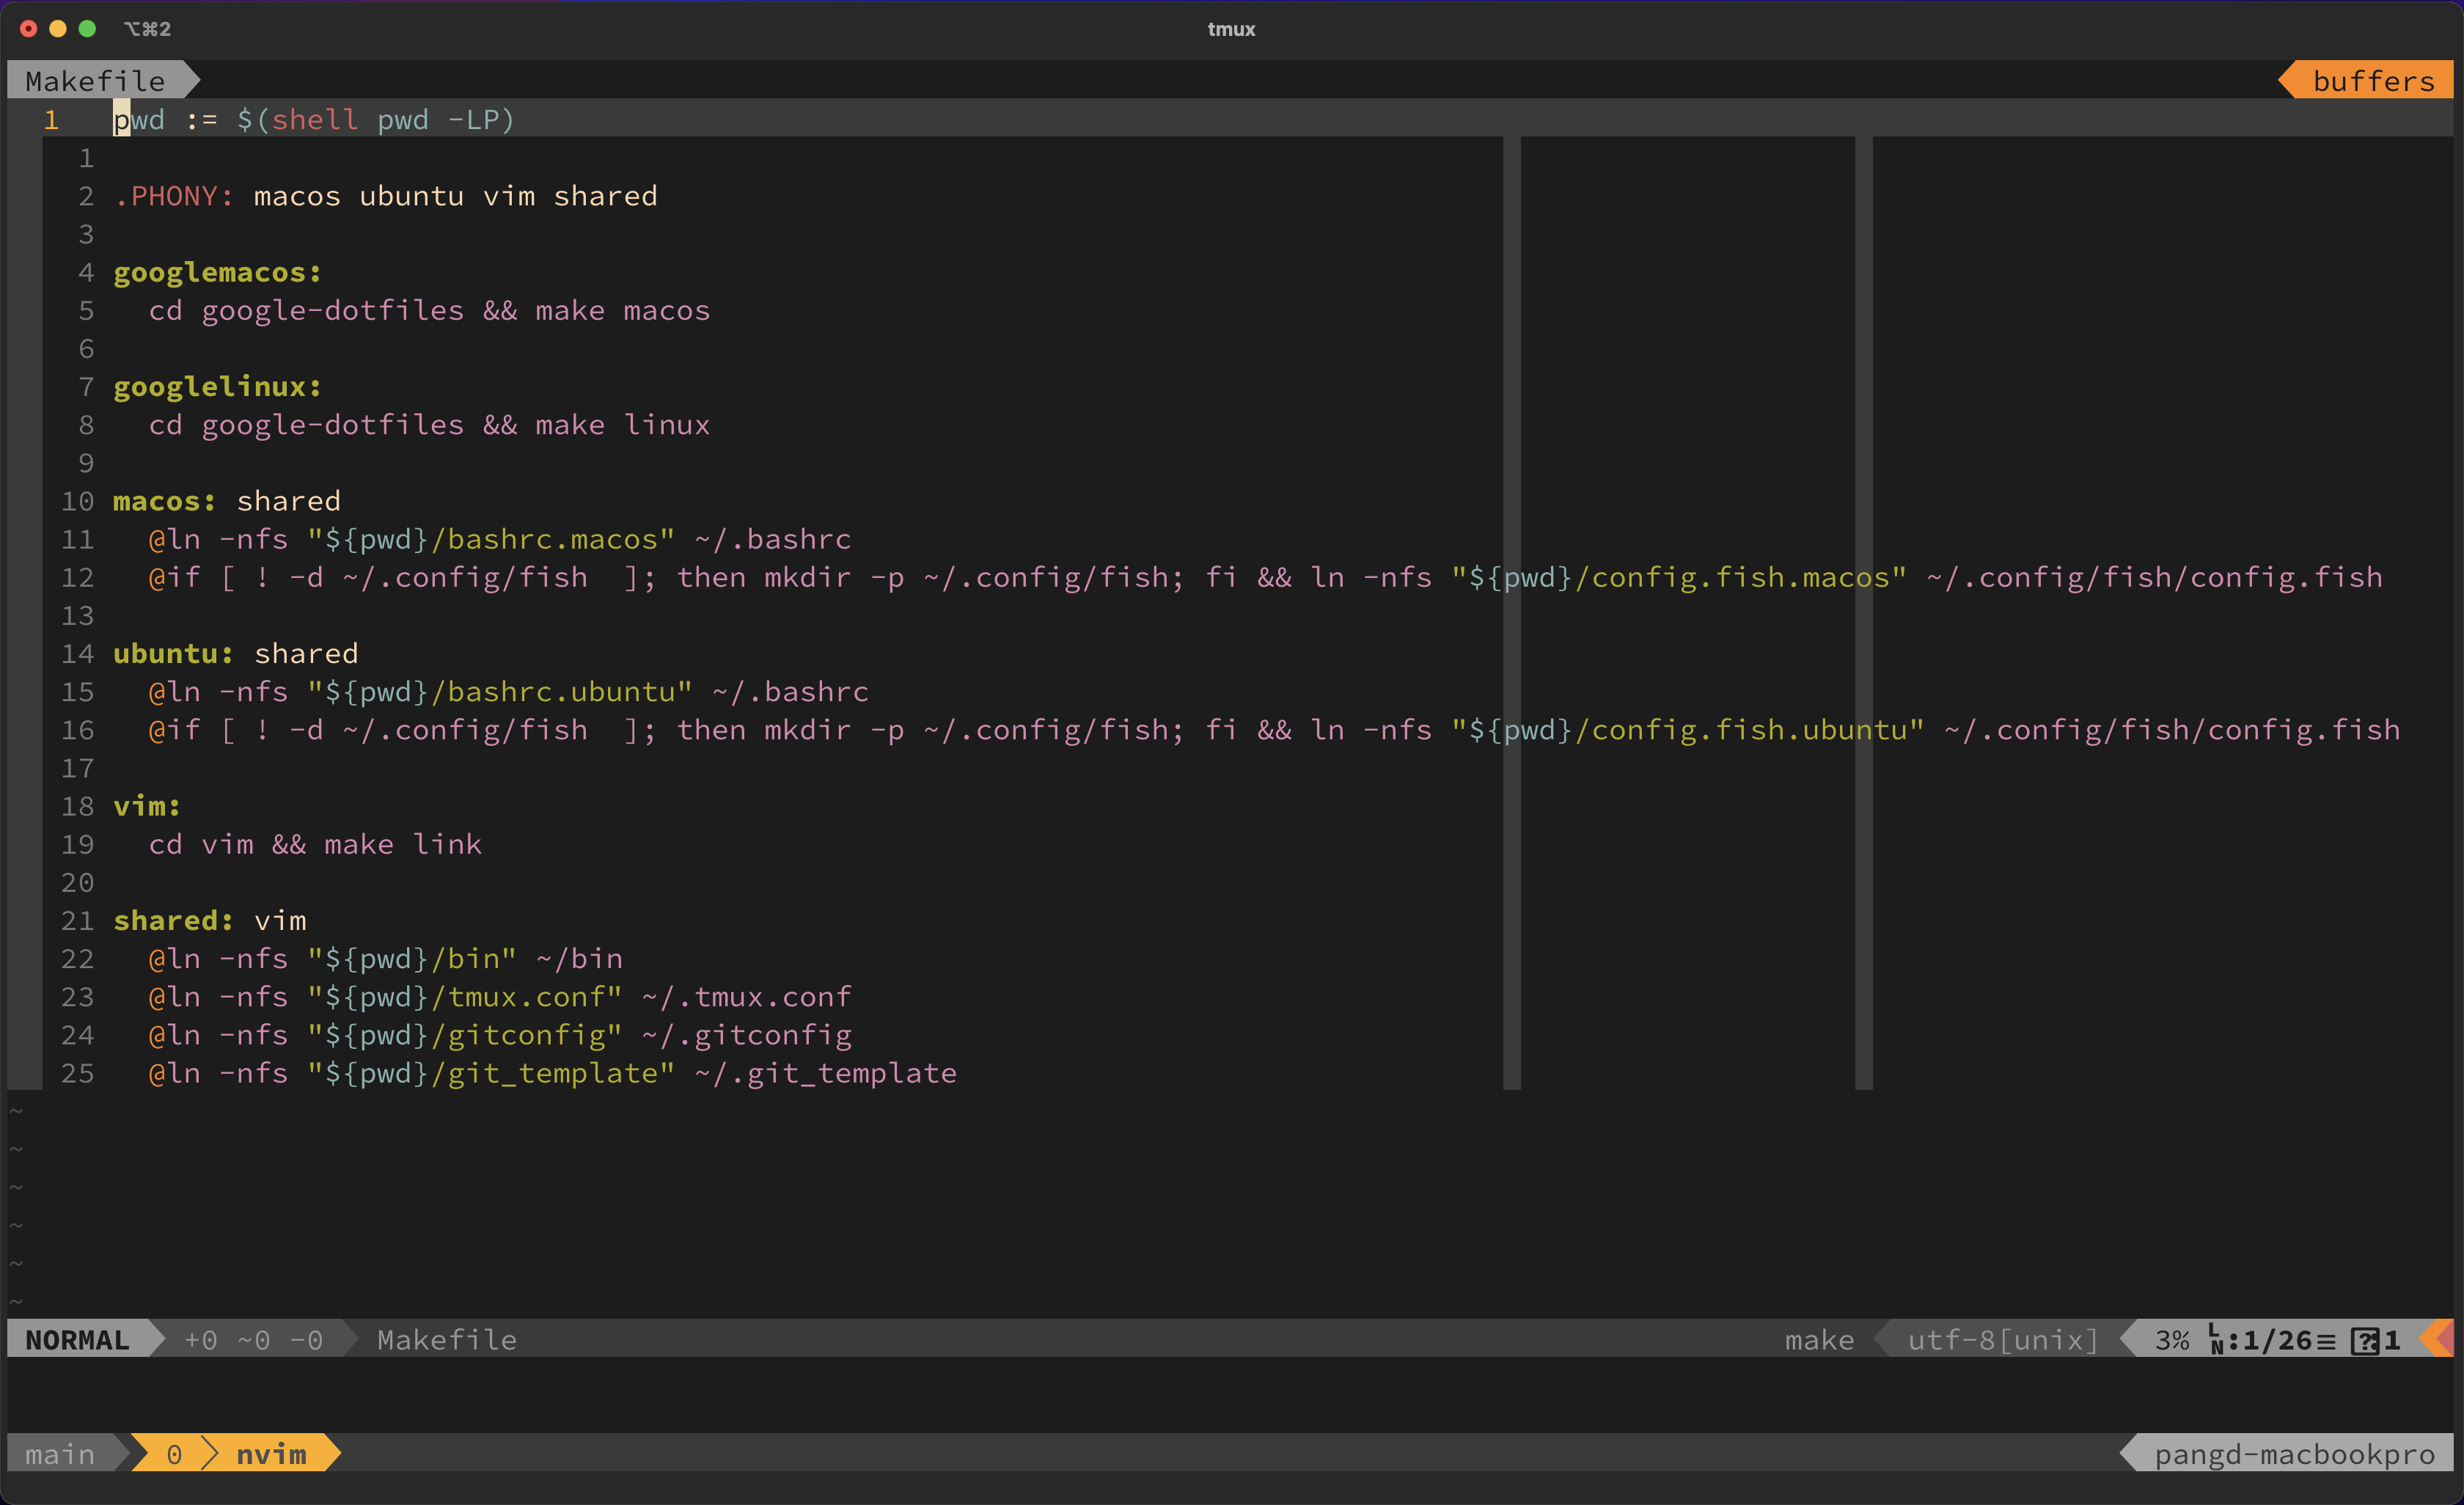 ⌥⌘2 tmux
Makefile buffers
1 pwd := $(shell pwd -LP)
1
2 .PHONY: macos ubuntu vim shared
3
4 googlemacos:
5 cd google-dotfiles && make macos
6
7 googlelinux:
8 cd google-dotfiles && make linux
9
10 macos: shared
11 @ln -nfs "${pwd}/bashrc.macos" ~/.bashrc
12 @if [ ! -d ~/.config/fish  ]; then mkdir -p ~/.config/fish; fi && ln -nfs "${pwd}/config.fish.macos" ~/.config/fish/config.fish
13
14 ubuntu: shared
15 @ln -nfs "${pwd}/bashrc.ubuntu" ~/.bashrc
16 @if [ ! -d ~/.config/fish  ]; then mkdir -p ~/.config/fish; fi && ln -nfs "${pwd}/config.fish.ubuntu" ~/.config/fish/config.fish
17
18 vim:
19 cd vim && make link
20
21 shared: vim
22 @ln -nfs "${pwd}/bin" ~/bin
23 @ln -nfs "${pwd}/tmux.conf" ~/.tmux.conf
24 @ln -nfs "${pwd}/gitconfig" ~/.gitconfig
25 @ln -nfs "${pwd}/git_template" ~/.git_template
~
~
~
~
~
~
NORMAL +0 ~0 -0 Makefile make utf-8[unix] 3% LN:1/26≡ ?1
main 0 nvim pangd-macbookpro